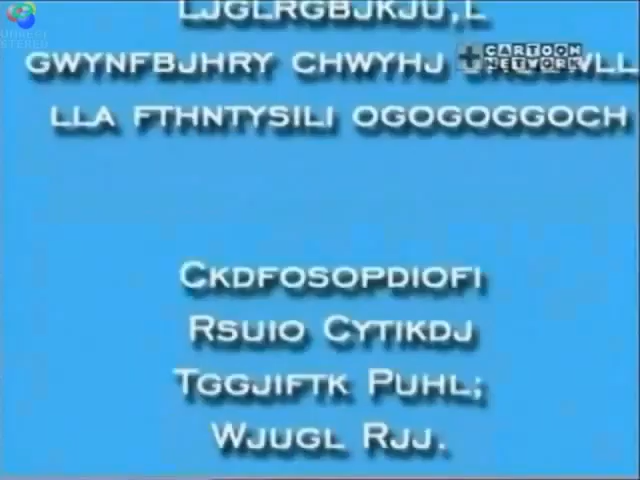 LJGLRGBJKJU,L
GWYNFBJHRY CHWYHJ
CARTOON
NETWORK
LLA FTHNTYSILI OGOGOGGOCH
CKDFOSOPDIOFI
RSUIO CYTIKDJ
TGGJIFTK PUHL;
WJUGL RJJ.